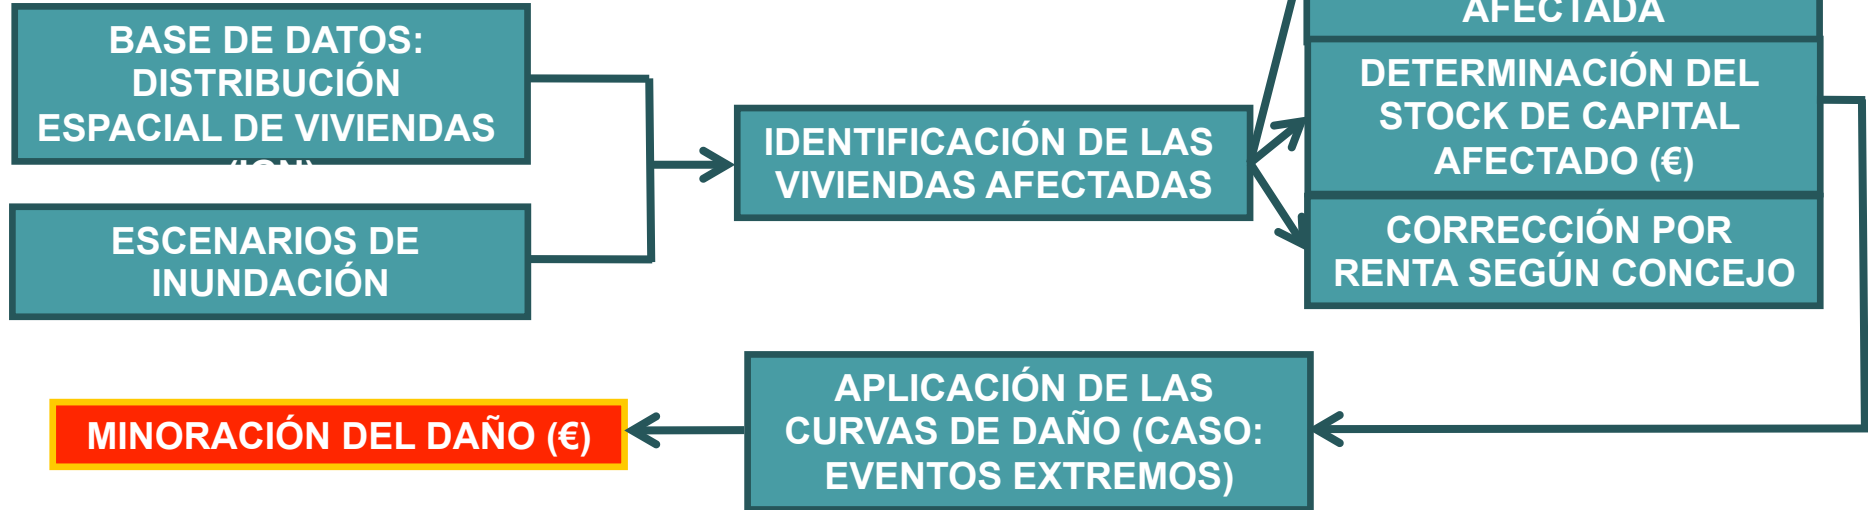 BASE DE DATOS:
DISTRIBUCIÓN
ESPACIAL DE VIVIENDAS
ESCENARIOS DE
INUNDACIÓN
IDENTIFICACIÓN DE LAS
VIVIENDAS AFECTADAS
AFECTADA
DETERMINACIÓN DEL
STOCK DE CAPITAL
AFECTADO (€)
CORRECCIÓN POR
RENTA SEGÚN CONCEJO
APLICACIÓN DE LAS
CURVAS DE DAÑO (CASO:
EVENTOS EXTREMOS)
MINORACIÓN DEL DAÑO (€)